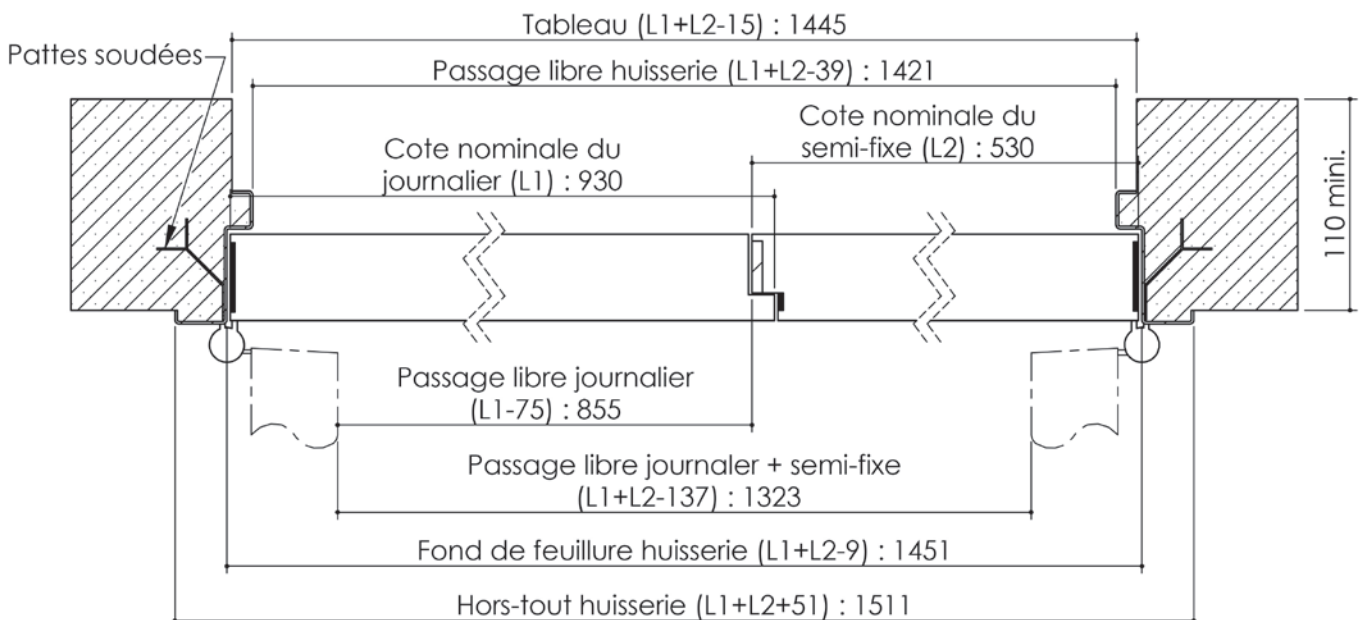 Tableau (L1+L2-15) : 1445
Pattes soudées
Passage libre huisserie (L1+L2-39) : 1421
Cote nominale du
semi-fixe (L2) : 530
Cote nominale du
journalier (L1) : 930
110 mini.
Passage libre journalier
(L1-75) : 855
Passage libre journaler + semi-fixe
(L1+L2-137) : 1323
Fond de feuillure huisserie (L1+L2-9) : 1451
Hors-tout huisserie (L1+L2+51) : 1511